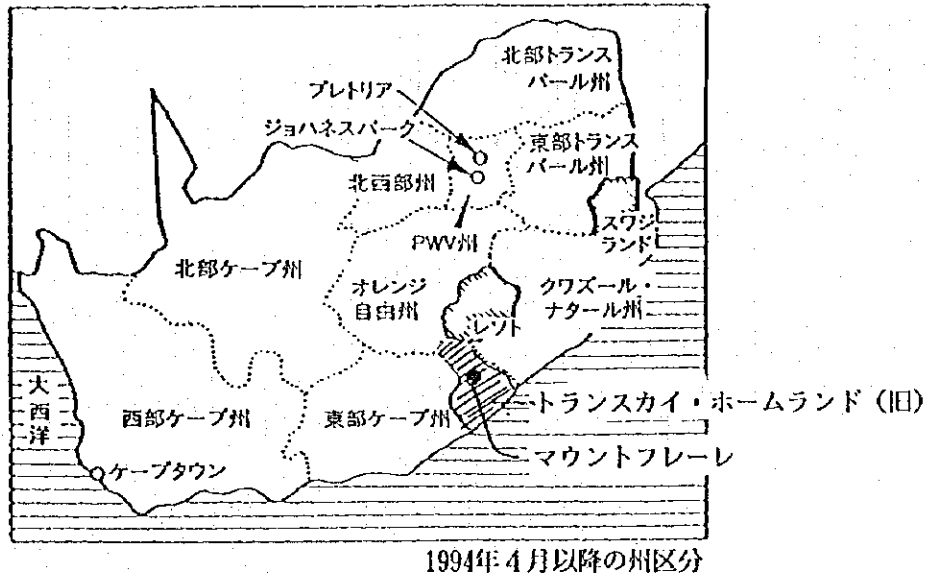 北部トランス
バール州
プレトリア
ジョハネスバーク
東部トランス
バール州
北西部州
スワジ
ランド
PWV州
北部ケープ州
オレンジ
自由州
クワズール・
ナタール州
レソト
大西洋
西部ケープ州
東部ケープ州
トランスカイ・ホームランド（旧）
マウントフレーレ
ケープタウン
1994年4月以降の州区分